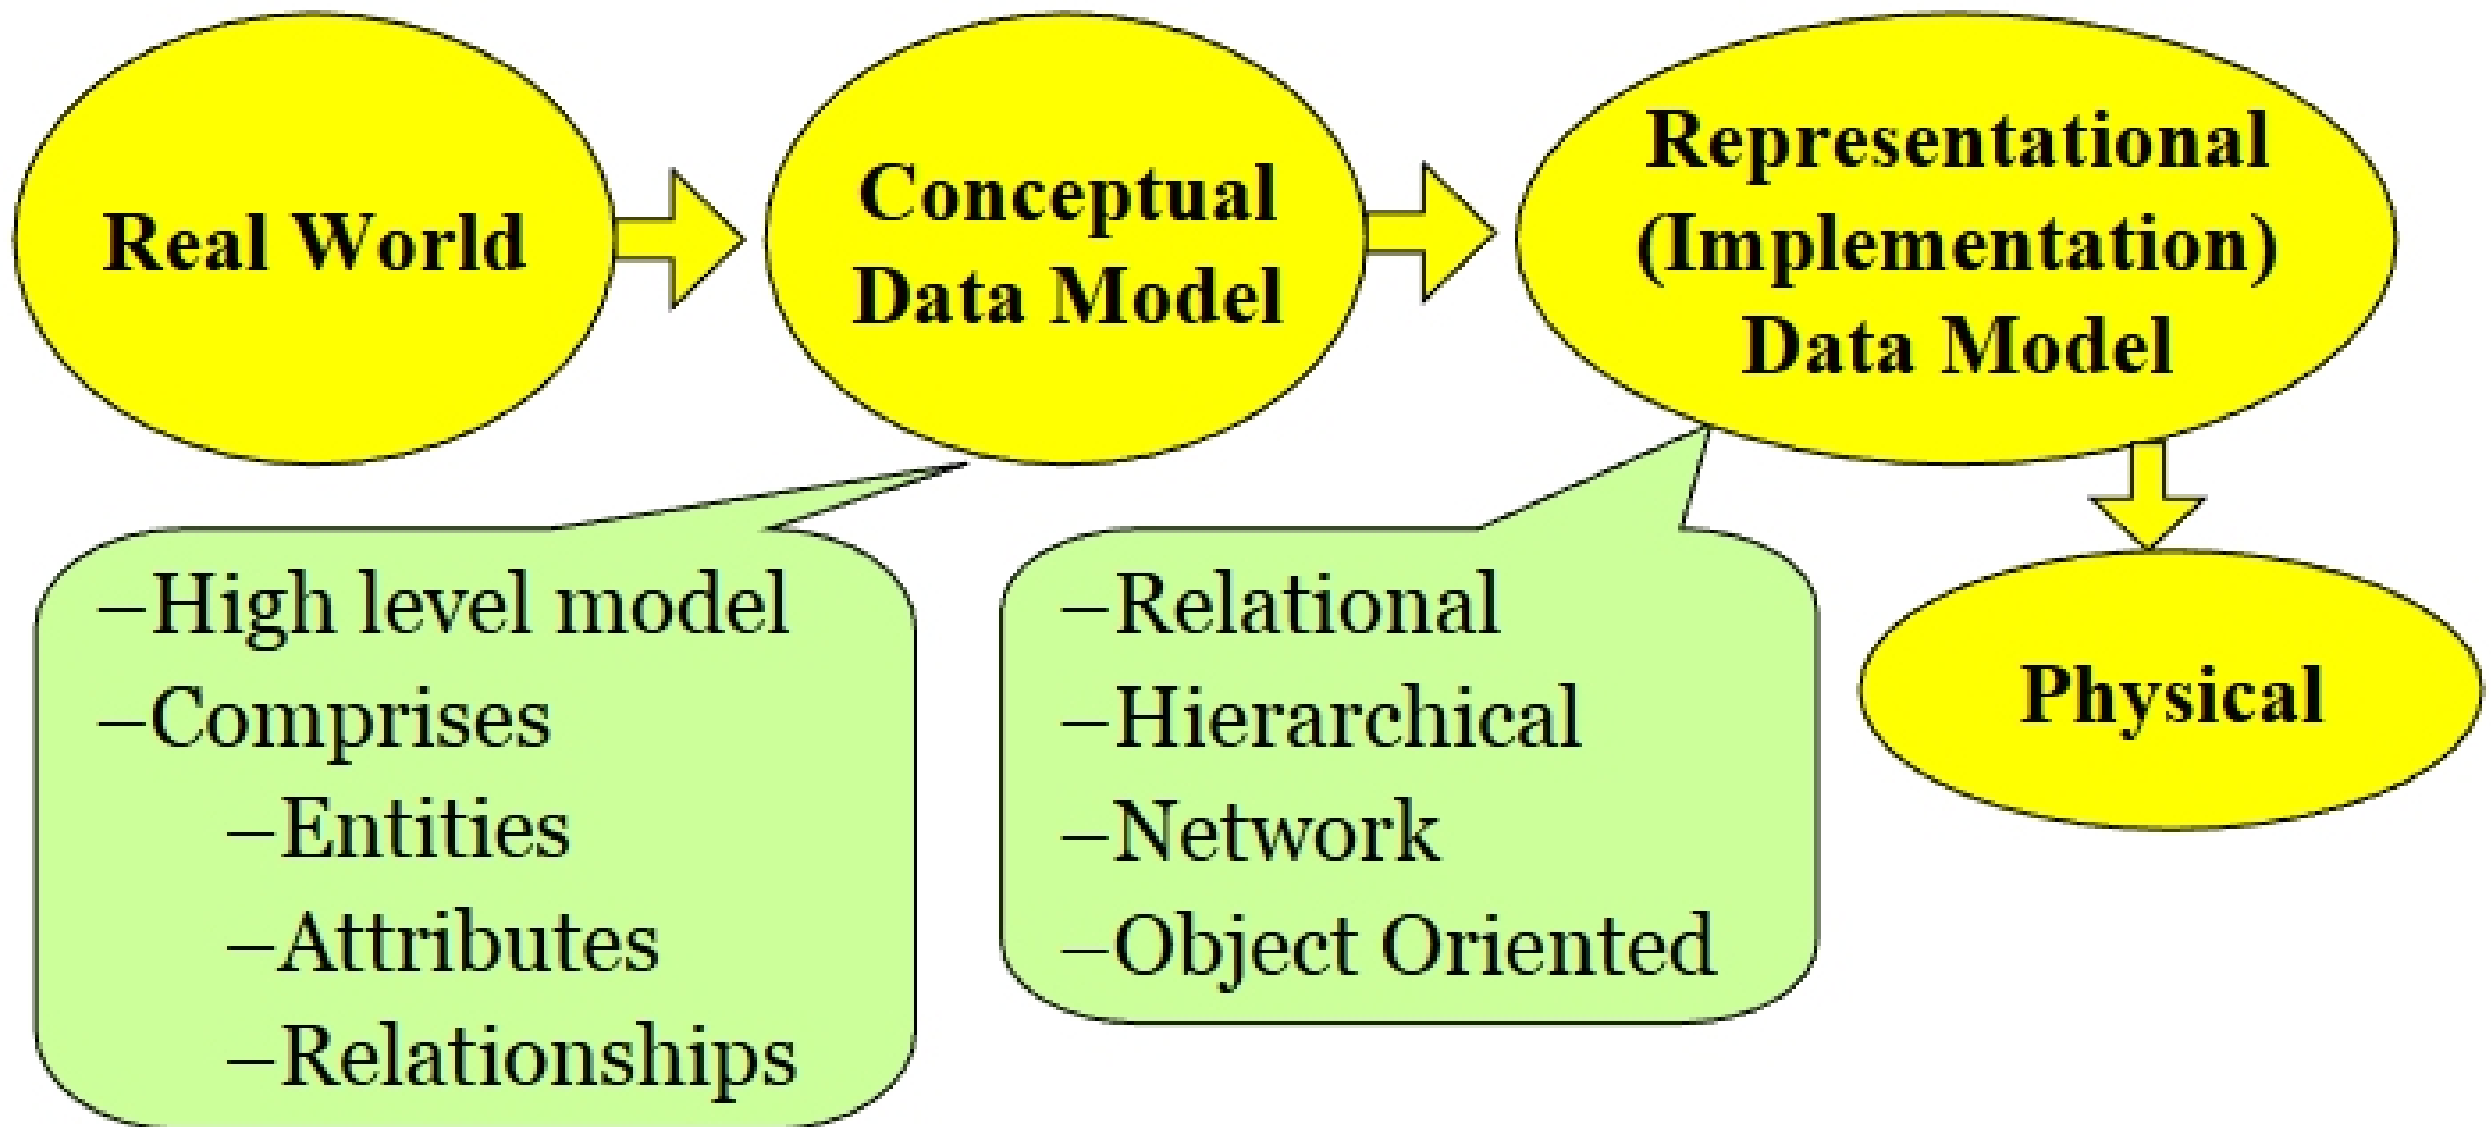 Real World
Conceptual
Data Model
Representational
(Implementation)
Data Model
–High level model
–Comprises
–Entities
–Attributes
–Relationships
–Relational
–Hierarchical
–Network
–Object Oriented
Physical